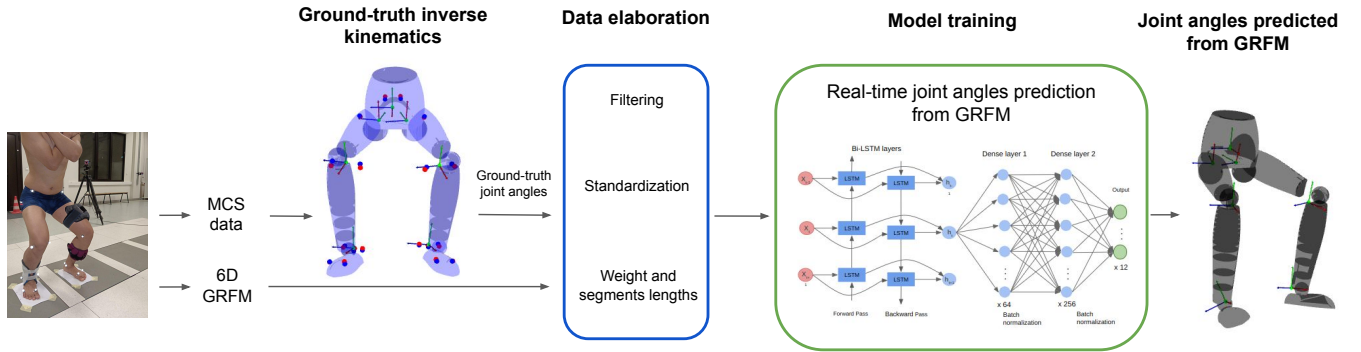 Ground-truth inverse
kinematics
Data elaboration
Model training
Joint angles predicted
from GRFM
MCS
data
6D
GRFM
Ground-truth
joint angles
Filtering
Standardization
Weight and
segments lengths
Real-time joint angles prediction
from GRFM
Bi-LSTM layers
Dense layer 1
Dense layer 2
Output
LSTM
LSTM
LSTM
LSTM
LSTM
LSTM
x 12
x 64
x 256
Forward Pass
Backward Pass
Batch
normalization
Batch
normalization